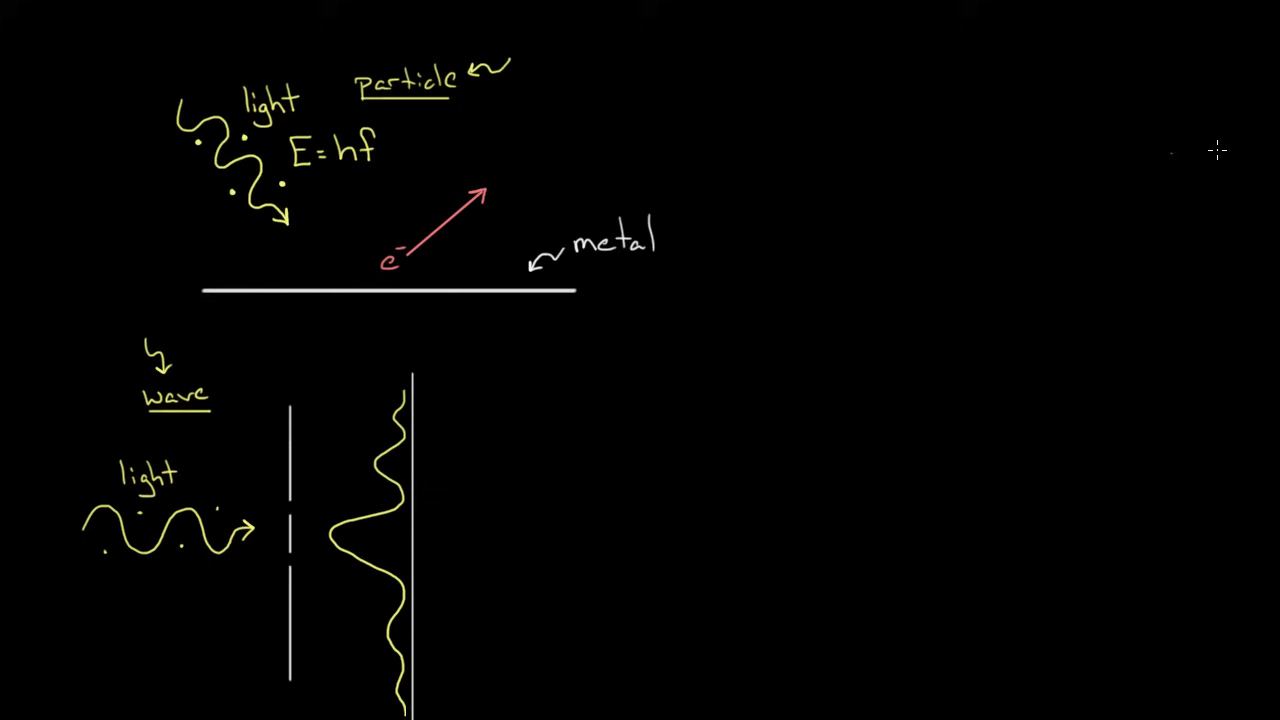 particle
light
E=hf
metal
e⁻
wave
light